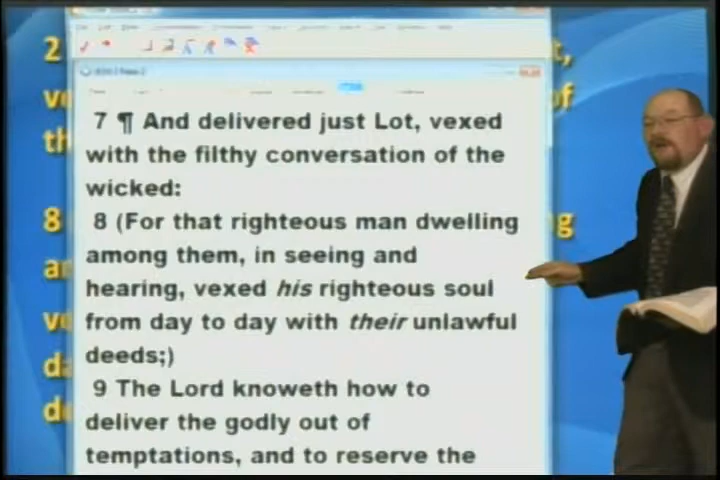 7 ¶ And delivered just Lot, vexed
with the filthy conversation of the
wicked:
8 (For that righteous man dwelling
among them, in seeing and
hearing, vexed his righteous soul
from day to day with their unlawful
deeds;)
9 The Lord knoweth how to
deliver the godly out of
temptations, and to reserve the
2
8